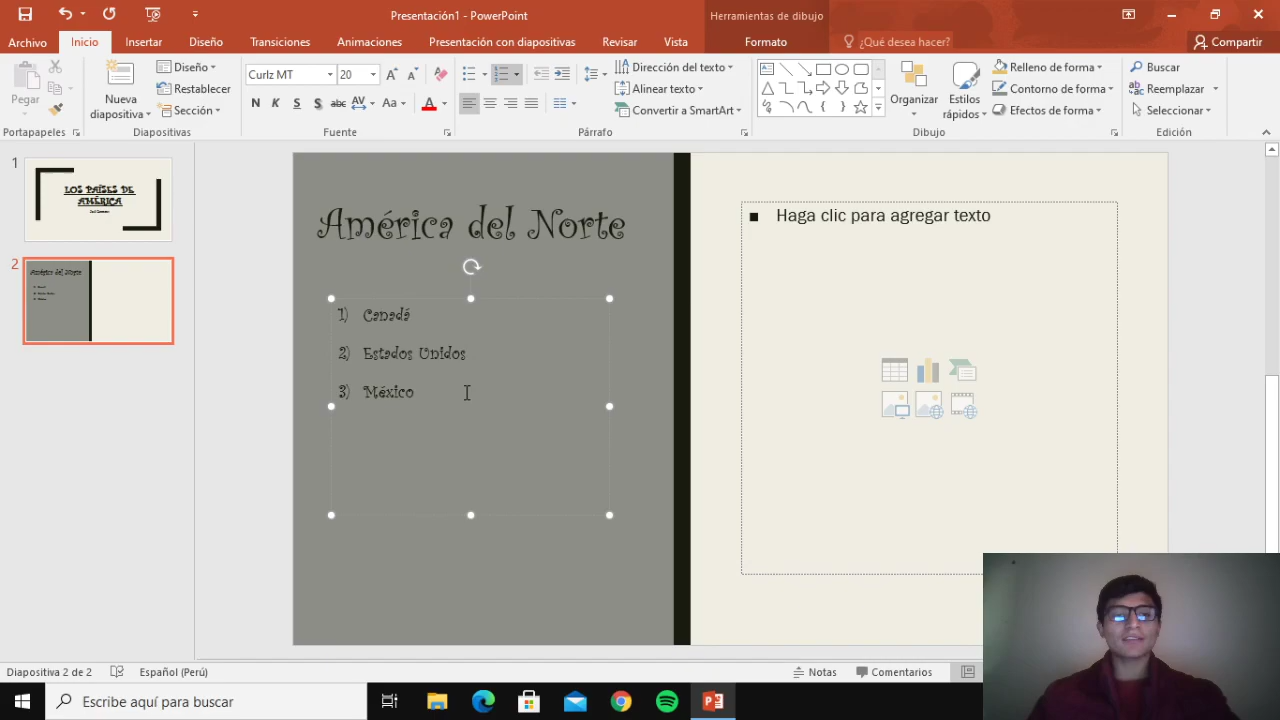 Presentación1 - PowerPoint
Herramientas de dibujo
Archivo
Inicio
Insertar
Diseño
Transiciones
Animaciones
Presentación con diapositivas
Revisar
Vista
Formato
¿Qué desea hacer?
Compartir
Pegar
Nueva
diapositiva
Diseño
Restablecer
Sección
Curlz MT
20
N
K
S
S
abc
AV
Aa
A
Dirección del texto
Alinear texto
Convertir a SmartArt
Organizar
Estilos
rápidos
Relleno de forma
Contorno de forma
Efectos de forma
Buscar
Reemplazar
Seleccionar
Portapapeles
Diapositivas
Fuente
Párrafo
Dibujo
Edición
1
LOS PAÍSES DE
AMÉRICA
2
América del Norte
1) Canadá
2) Estados Unidos
3) México
Haga clic para agregar texto
Diapositiva 2 de 2
Español (Perú)
Notas
Comentarios
Escribe aquí para buscar